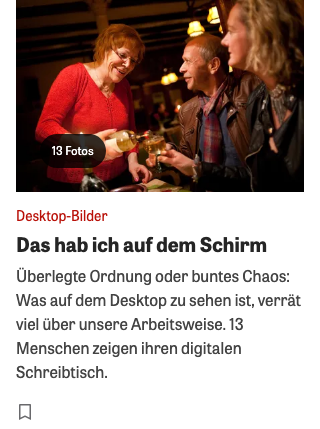 13 Fotos
Desktop-Bilder
Das hab ich auf dem Schirm
Überlegte Ordnung oder buntes Chaos:
Was auf dem Desktop zu sehen ist, verrät
viel über unsere Arbeitsweise. 13
Menschen zeigen ihren digitalen
Schreibtisch.